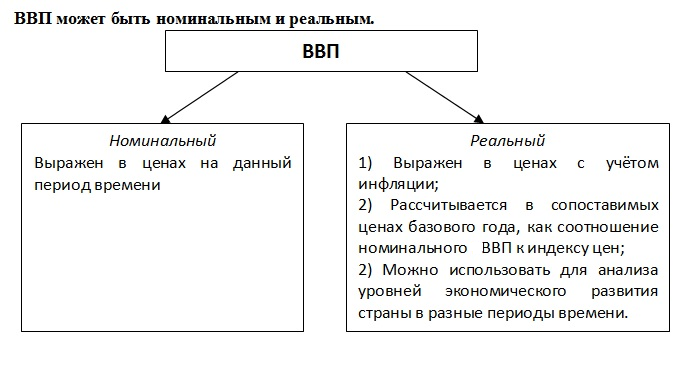 ВВП может быть номинальным и реальным.
ВВП
Номинальный
Выражен в ценах на данный
период времени
Реальный
1) Выражен в ценах с учётом
инфляции;
2) Рассчитывается в сопоставимых
ценах базового года, как соотношение
номинального ВВП к индексу цен;
2) Можно использовать для анализа
уровней экономического развития
страны в разные периоды времени.